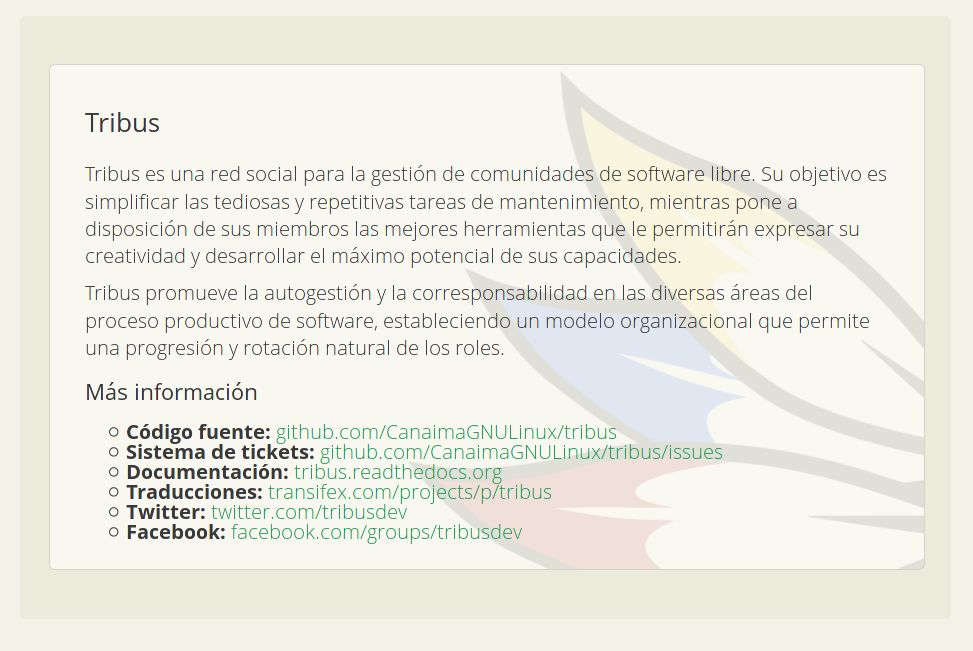 Tribus
Tribus es una red social para la gestión de comunidades de software libre. Su objetivo es
simplificar las tediosas y repetitivas tareas de mantenimiento, mientras pone a
disposición de sus miembros las mejores herramientas que le permitirán expresar su
creatividad y desarrollar el máximo potencial de sus capacidades.
Tribus promueve la autogestión y la corresponsabilidad en las diversas áreas del
proceso productivo de software, estableciendo un modelo organizacional que permite
una progresión y rotación natural de los roles.
Más información
Código fuente: github.com/CanaimaGNULinux/tribus
Sistema de tickets: github.com/CanaimaGNULinux/tribus/issues
Documentación: tribus.readthedocs.org
Traducciones: transifex.com/projects/p/tribus
Twitter: twitter.com/tribusdev
Facebook: facebook.com/groups/tribusdev